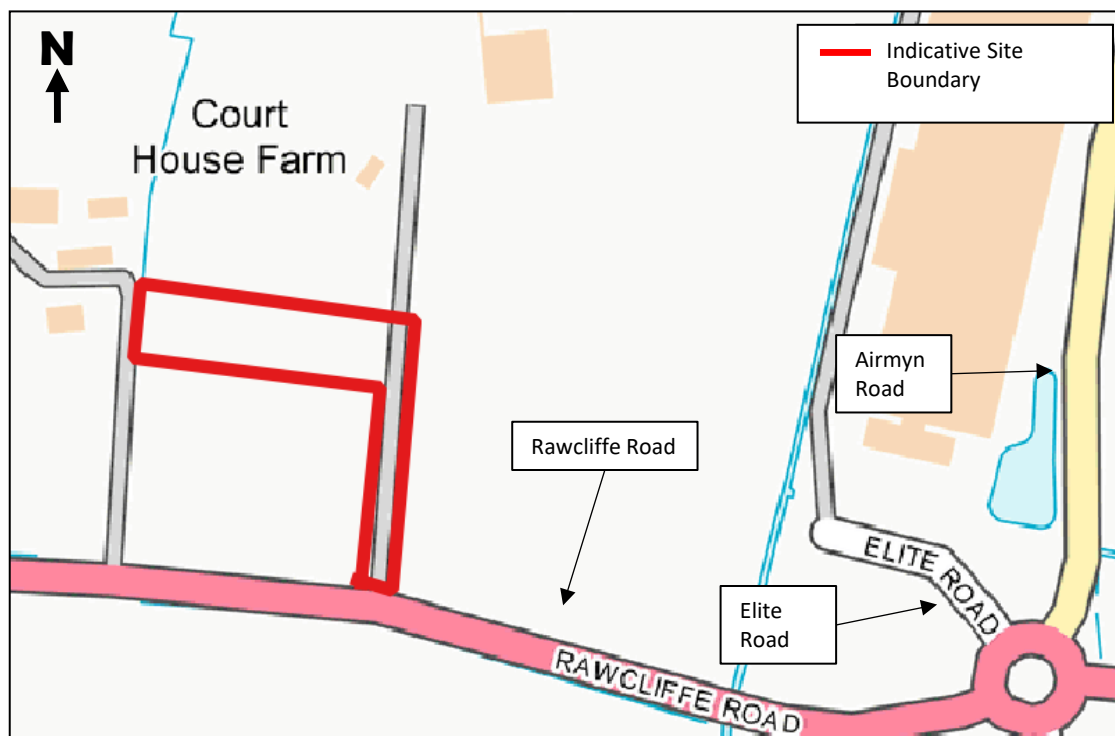 N
Indicative Site
Boundary
Court
House Farm
Airmyn
Road
Rawcliffe Road
ELITE ROAD
Elite
Road
RAWCLIFFE ROAD